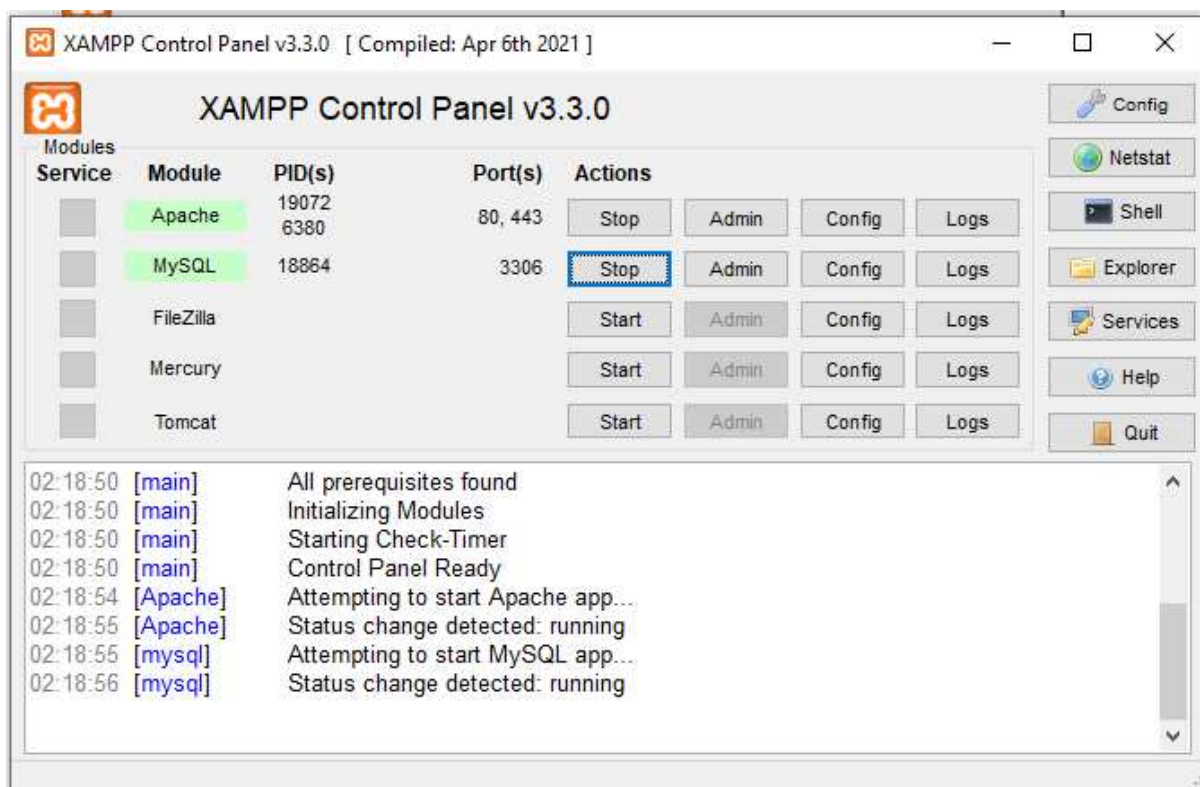 XAMPP Control Panel v3.3.0 [ Compiled: Apr 6th 2021 ]
XAMPP Control Panel v3.3.0
Config
Modules
Service Module PID(s) Port(s) Actions
Netstat
Apache 19072 6380 80, 443 Stop Admin Config Logs
Shell
MySQL 18864 3306 Stop Admin Config Logs
Explorer
FileZilla Start Admin Config Logs
Services
Mercury Start Admin Config Logs
Help
Tomcat Start Admin Config Logs
Quit
02:18:50 [main] All prerequisites found
02:18:50 [main] Initializing Modules
02:18:50 [main] Starting Check-Timer
02:18:50 [main] Control Panel Ready
02:18:54 [Apache] Attempting to start Apache app...
02:18:55 [Apache] Status change detected: running
02:18:55 [mysql] Attempting to start MySQL app...
02:18:56 [mysql] Status change detected: running